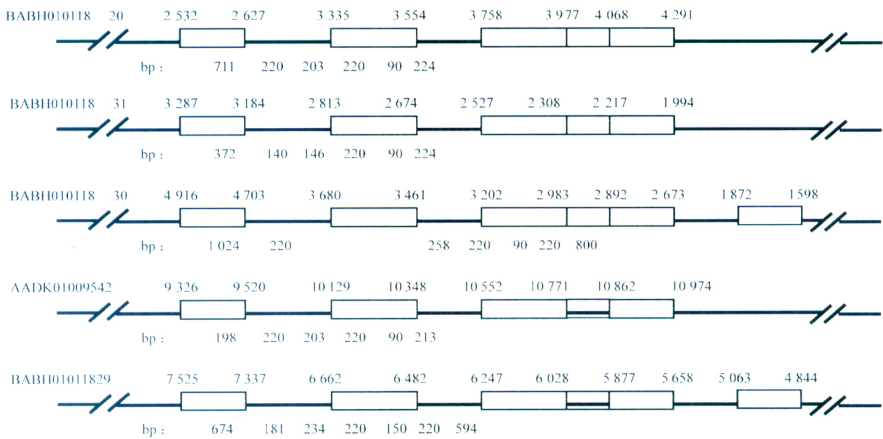 BABH010118 20 2 532 2 627 3 335 3 554 3 758 3 977 4 068 4 291
bp: 711 220 203 220 90 224
BABH010118 31 3 287 3 184 2 813 2 674 2 527 2 308 2 217 1 994
bp: 372 140 146 220 90 224
BABH010118 30 4 916 4 703 3 680 3 461 3 202 2 983 2 892 2 673 1 872 1598
bp: 1 024 220 258 220 90 220 800
AADK01009542 9 326 9 520 10 129 10 348 10 552 10 771 10 862 10 974
bp: 198 220 203 220 90 213
BABH01011829 7 525 7 337 6 662 6 482 6 247 6 028 5 877 5 658 5 063 4 844
bp: 674 181 234 220 150 220 594